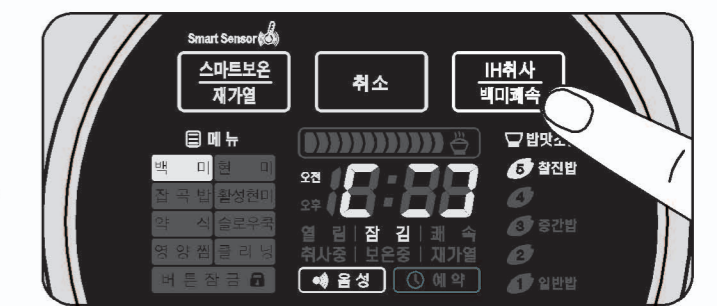 Smart Sensor
스마트보온
재가열
취소
IH취사
백미쾌속
메뉴
백 미
현 미
잡 곡 밥
활성현미
약 식
슬로우쿡
영 양 찜
클 리 닝
버 튼 잠 금
오전
오후
열 림 | 잠 김 | 쾌 속
취사중 | 보온중 | 재가열
음성
예약
밥맛
5 찰진밥
4
3 중간밥
2
1 일반밥